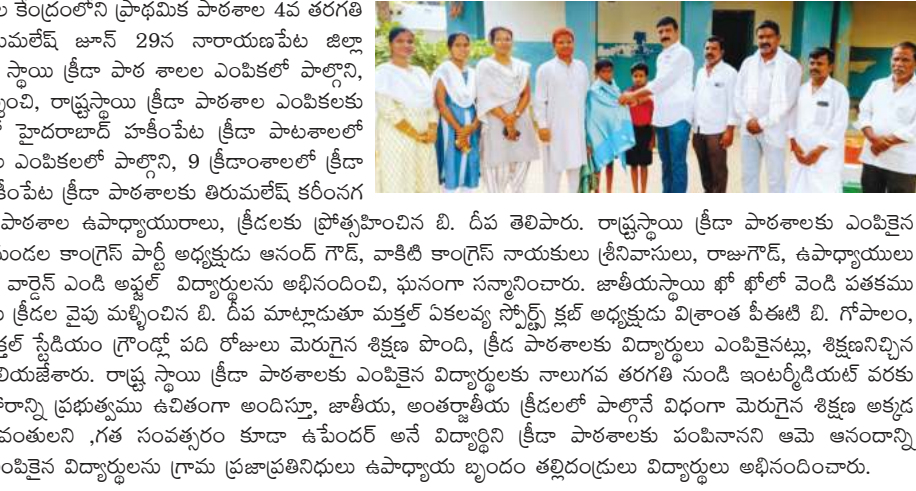 ల కేంద్రంలోని ప్రాథమిక పాఠశాల 4వ తరగతి
రుమలేష్ జూన్ 29న నారాయణపేట జిల్లా
స్థాయి క్రీడా పాఠ శాలల ఎంపికలో పాల్గొని,
రాష్ట్రస్థాయి క్రీడా పాఠశాల ఎంపికలకు
హైదరాబాద్ హకీంపేట క్రీడా పాటశాలలో
ఎంపికలలో పాల్గొని, 9 క్రీడాంశాలలో క్రీడా
కీంపేట క్రీడా పాఠశాలకు తిరుమలేష్ కరీంనగ
పాఠశాల ఉపాధ్యాయురాలు, క్రీడలకు ప్రోత్సహించిన బి. దీప తెలిపారు. రాష్ట్రస్థాయి క్రీడా పాఠశాలకు ఎంపికైన
మండల కాంగ్రెస్ పార్టీ అధ్యక్షుడు ఆనంద్ గౌడ్, వాకిటి కాంగ్రెస్ నాయకులు శ్రీనివాసులు, రాజుగౌడ్, ఉపాధ్యాయులు
వార్డెన్ ఎండి అఫ్జల్ విద్యార్థులను అభినందించి, ఘనంగా సన్మానించారు. జాతీయస్థాయి ఖో ఖోలో వెండి పతకము
క్రీడల వైపు మళ్ళించిన బి. దీప మాట్లాడుతూ మక్తల్ ఏకలవ్య స్పోర్ట్స్ క్లబ్ అధ్యక్షుడు విశ్రాంత పీఈటి బి. గోపాలం,
క్తల్ స్టేడియం గ్రౌండ్లో పది రోజులు మెరుగైన శిక్షణ పొంది, క్రీడ పాఠశాలకు విద్యార్థులు ఎంపికైనట్లు, శిక్షణనిచ్చిన
లియజేశారు. రాష్ట్ర స్థాయి క్రీడా పాఠశాలకు ఎంపికైన విద్యార్థులకు నాలుగవ తరగతి నుండి ఇంటర్మీడియట్ వరకు
రాన్ని ప్రభుత్వము ఉచితంగా అందిస్తూ, జాతీయ, అంతర్జాతీయ క్రీడలలో పాల్గొనే విధంగా మెరుగైన శిక్షణ అక్కడ
వంతులని ,గత సంవత్సరం కూడా ఉపేందర్ అనే విద్యార్థిని క్రీడా పాఠశాలకు పంపినానని ఆమె ఆనందాన్ని
ంపికైన విద్యార్థులను గ్రామ ప్రజాప్రతినిధులు ఉపాధ్యాయ బృందం తల్లిదండ్రులు విద్యార్థులు అభినందించారు.